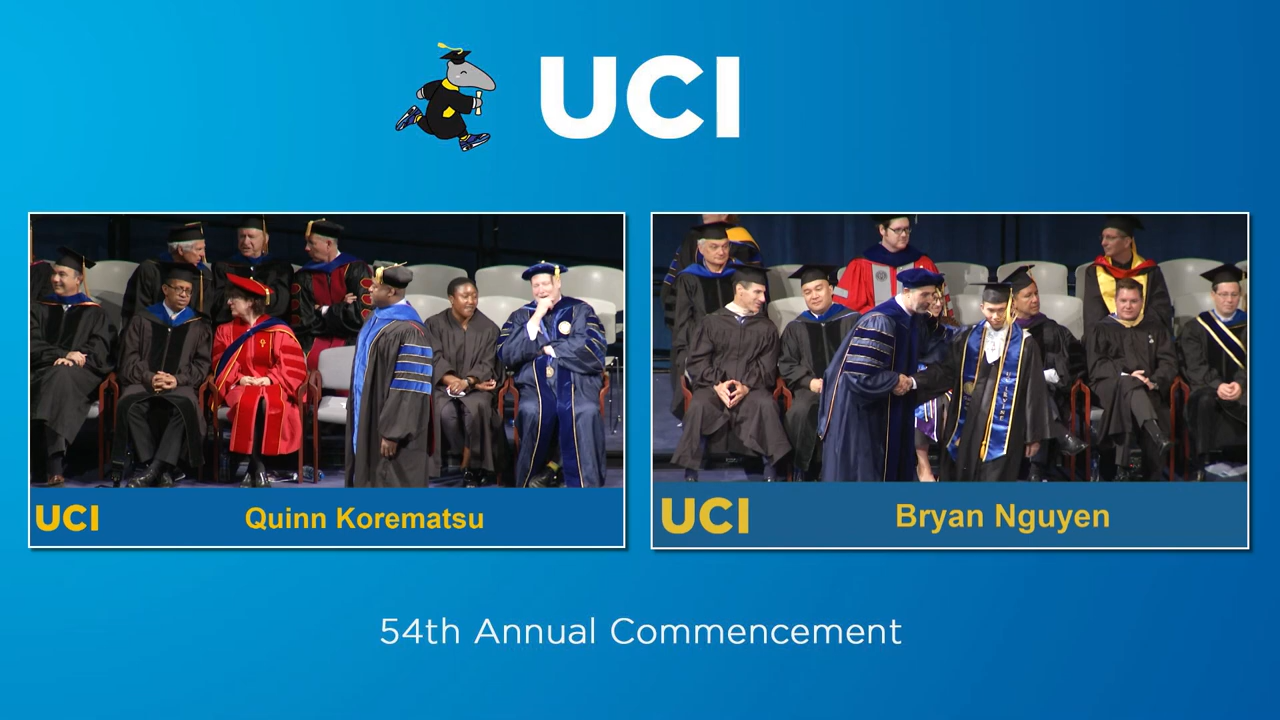 UCI
UCI Quinn Korematsu
UCI Bryan Nguyen
54th Annual Commencement